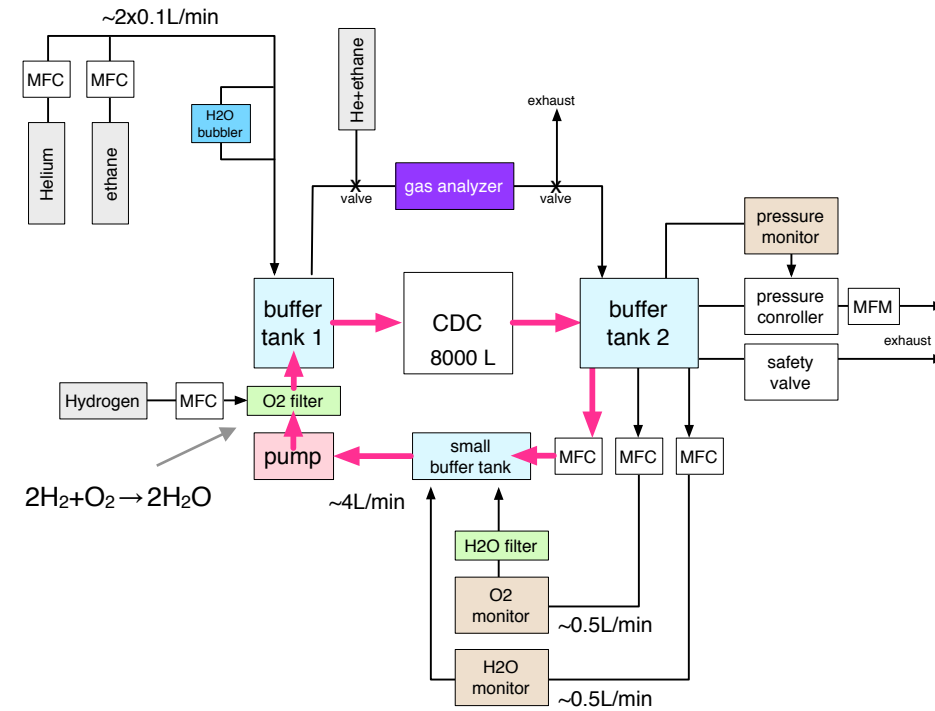 ~2x0.1L/min
MFC
MFC
Helium
ethane
H2O
bubbler
He+ethane
valve
gas analyzer
exhaust
valve
pressure
monitor
buffer
tank 1
CDC
8000 L
buffer
tank 2
pressure
conroller
MFM
exhaust
safety
valve
Hydrogen
MFC
O2 filter
pump
small
buffer tank
MFC
MFC
MFC
2H₂+O₂→2H₂O
~4L/min
H2O filter
O2
monitor
~0.5L/min
H2O
monitor
~0.5L/min